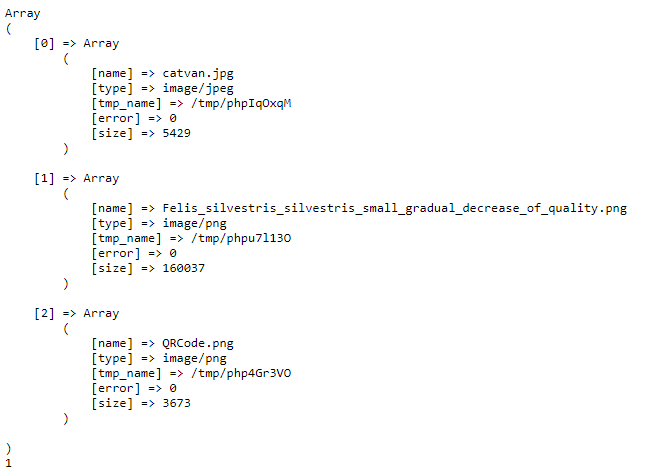 Array
(
    [0] => Array
        (
            [name] => catvan.jpg
            [type] => image/jpeg
            [tmp_name] => /tmp/phpIqOxqM
            [error] => 0
            [size] => 5429
        )

    [1] => Array
        (
            [name] => Felis_silvestris_silvestris_small_gradual_decrease_of_quality.png
            [type] => image/png
            [tmp_name] => /tmp/phpu7l13O
            [error] => 0
            [size] => 160037
        )

    [2] => Array
        (
            [name] => QRCode.png
            [type] => image/png
            [tmp_name] => /tmp/php4Gr3VO
            [error] => 0
            [size] => 3673
        )

)
1